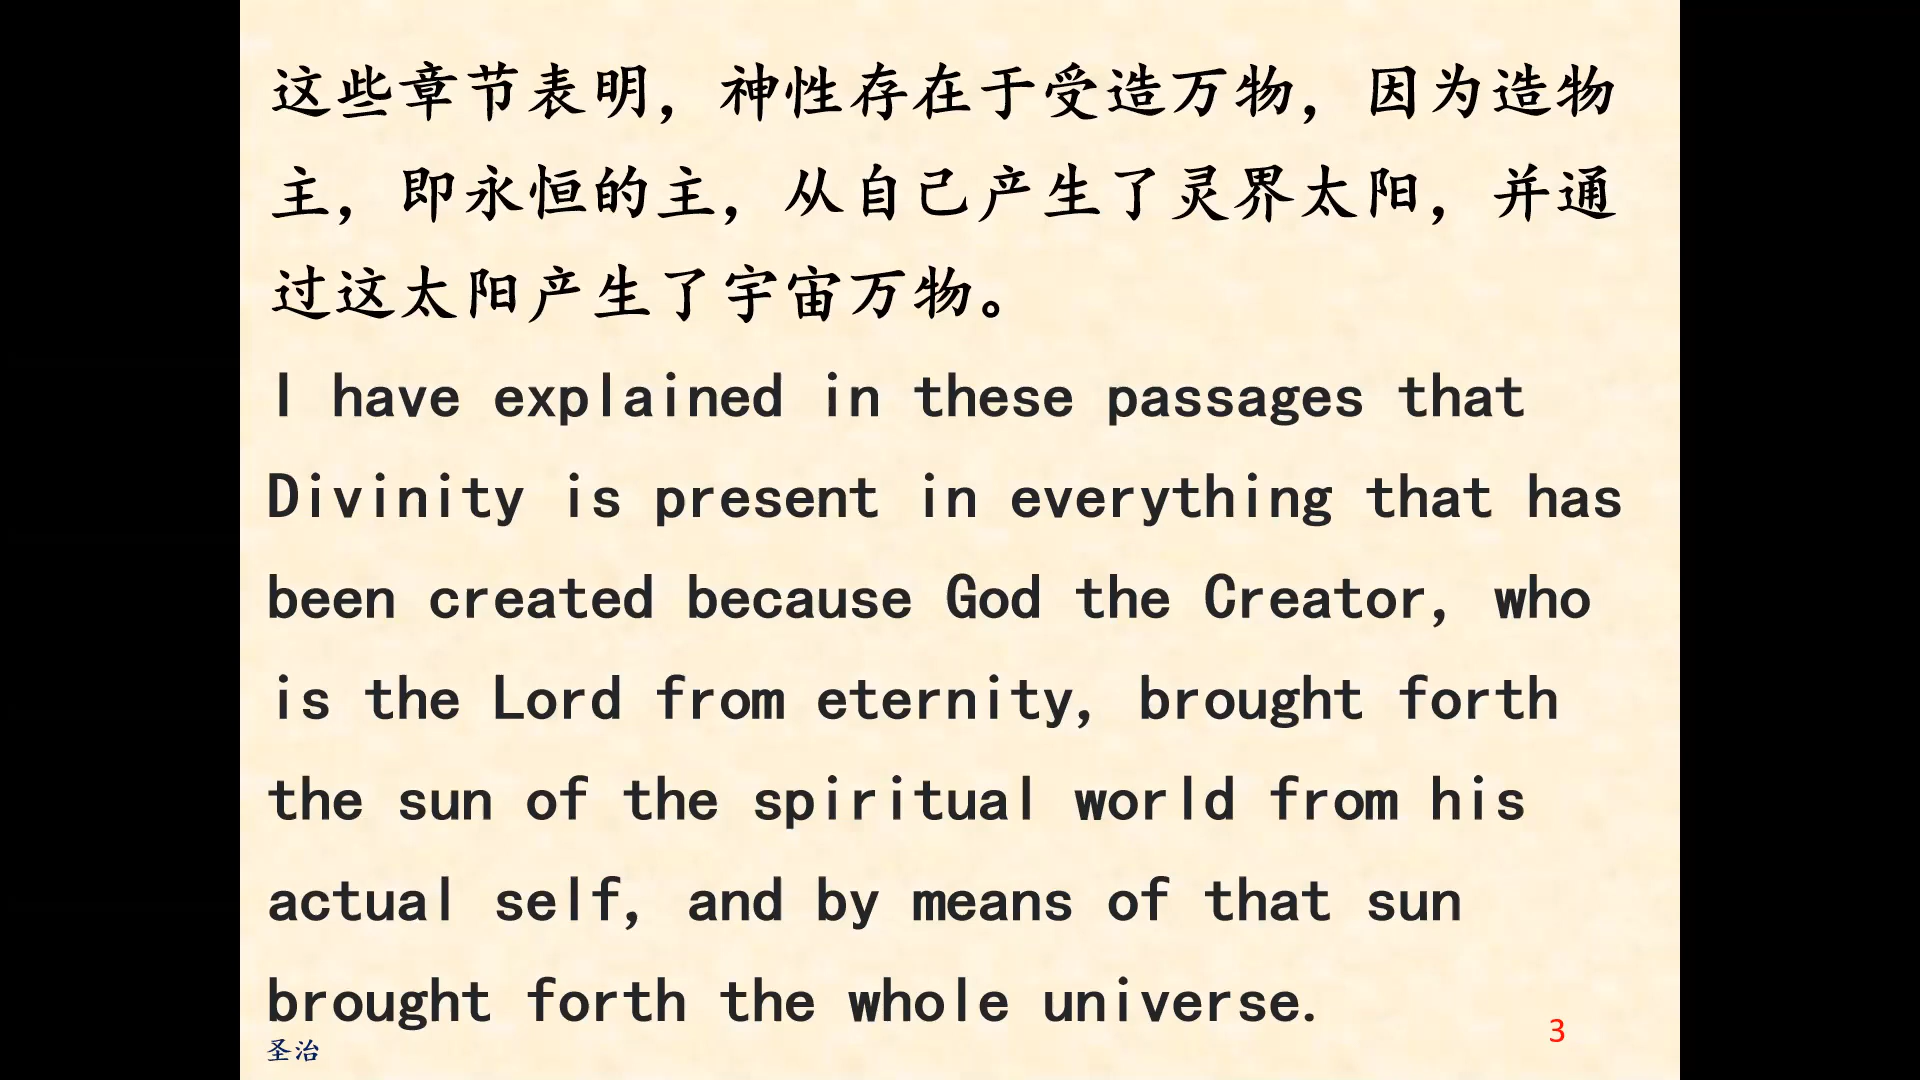 这些章节表明，神性存在于受造万物，因为造物
主，即永恒的主，从自己产生了灵界太阳，并通
过这太阳产生了宇宙万物。
I have explained in these passages that
Divinity is present in everything that has
been created because God the Creator, who
is the Lord from eternity, brought forth
the sun of the spiritual world from his
actual self, and by means of that sun
brought forth the whole universe.
圣治
3